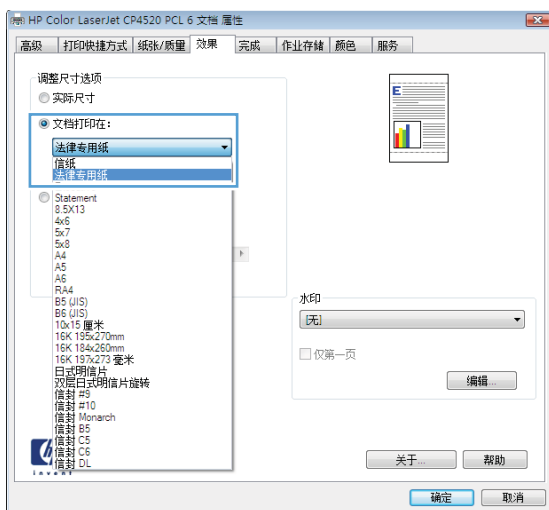 HP Color LaserJet CP4520 PCL 6 文档 属性
高级 打印快捷方式 纸张/质量 效果 完成 作业存储 颜色 服务
调整尺寸选项
实际尺寸
文档打印在：
法律专用纸
信纸
法律专用纸
Statement
8.5X13
4x6
5x7
5x8
A4
A5
A6
RA4
B5 (JIS)
B6 (JIS)
10x15 厘米
16K 195x270mm
16K 184x260mm
16K 197x273 毫米
日式明信片
双层日式明信片旋转
信封 #9
信封 #10
信封 Monarch
信封 B5
信封 C5
信封 C6
信封 DL
E
水印
[无]
仅第一页
编辑...
invent
关于... 帮助
确定 取消